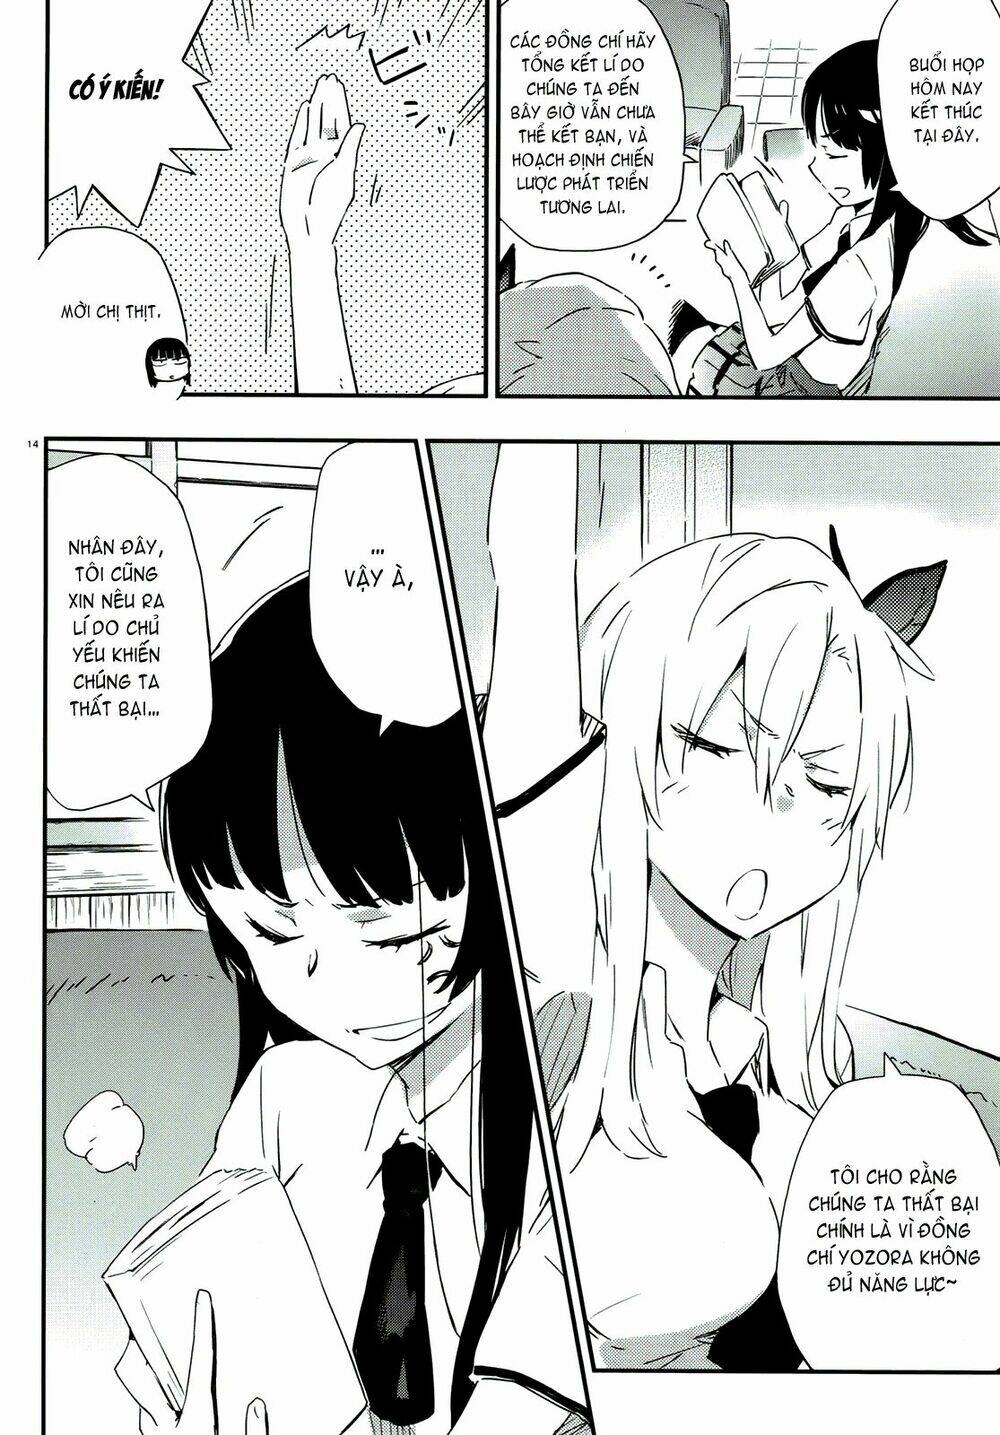 BUỔI HỌP
HÔM NAY
KẾT THÚC
TẠI ĐÂY.
CÁC ĐỒNG CHÍ HÃY
TỔNG KẾT LÍ DO
CHÚNG TA ĐẾN
BÂY GIỜ VẪN CHƯA
THỂ KẾT BẠN, VÀ
HOẠCH ĐỊNH CHIẾN
LƯỢC PHÁT TRIỂN
TƯƠNG LAI.
CÓ Ý KIẾN!
MỜI CHỊ THỊT.
14
TÔI CHO RẰNG
CHÚNG TA THẤT BẠI
CHÍNH LÀ VÌ ĐỒNG
CHÍ YOZORA KHÔNG
ĐỦ NĂNG LỰC~
...
VẬY À,
NHÂN ĐÂY,
TÔI CŨNG
XIN NÊU RA
LÍ DO CHỦ
YẾU KHIẾN
CHÚNG TA
THẤT BẠI...